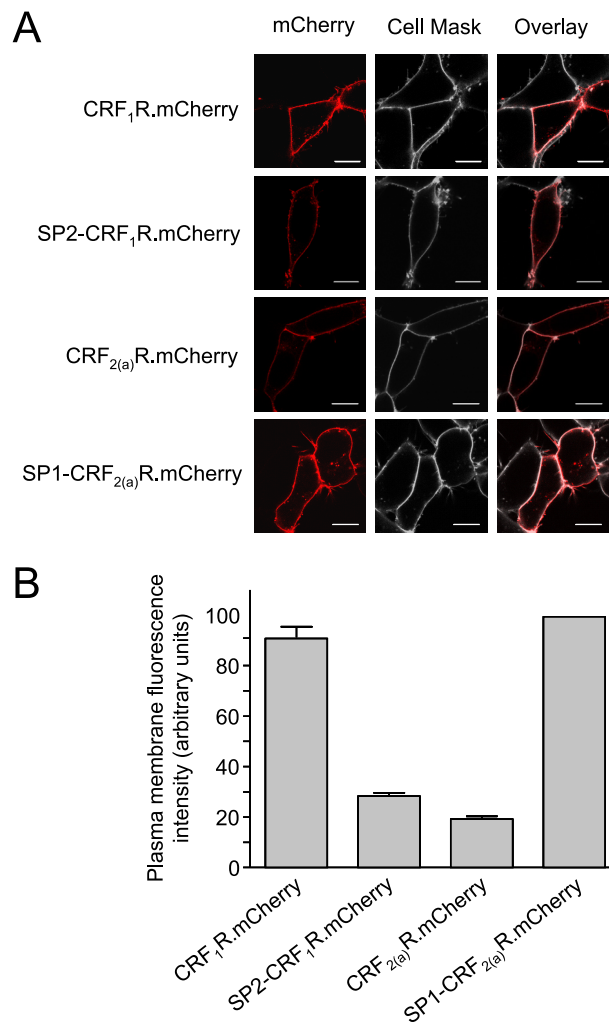 A
mCherry Cell Mask Overlay
CRF₁R.mCherry
SP2-CRF₁R.mCherry
CRF₂₍ₐ₎R.mCherry
SP1-CRF₂₍ₐ₎R.mCherry
B
Plasma membrane fluorescence
intensity (arbitrary units)
100
80
60
40
20
0
CRF₁R.mCherry
SP2-CRF₁R.mCherry
CRF₂₍ₐ₎R.mCherry
SP1-CRF₂₍ₐ₎R.mCherry